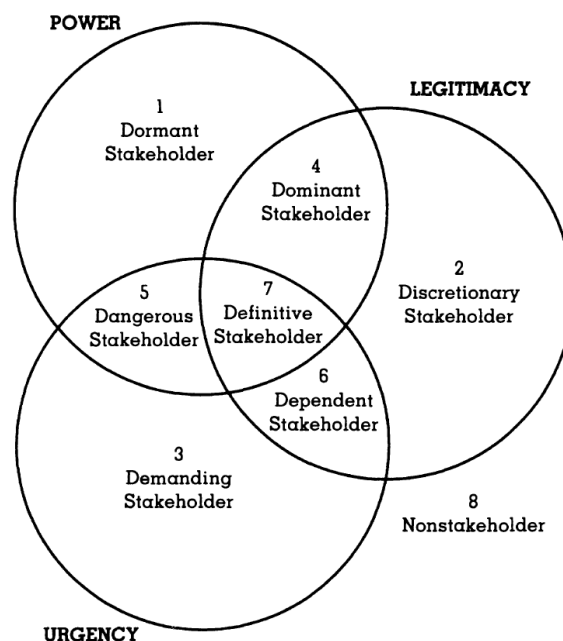 POWER
LEGITIMACY
1
Dormant
Stakeholder
4
Dominant
Stakeholder
2
Discretionary
Stakeholder
5
Dangerous
Stakeholder
7
Definitive
Stakeholder
6
Dependent
Stakeholder
3
Demanding
Stakeholder
8
Nonstakeholder
URGENCY